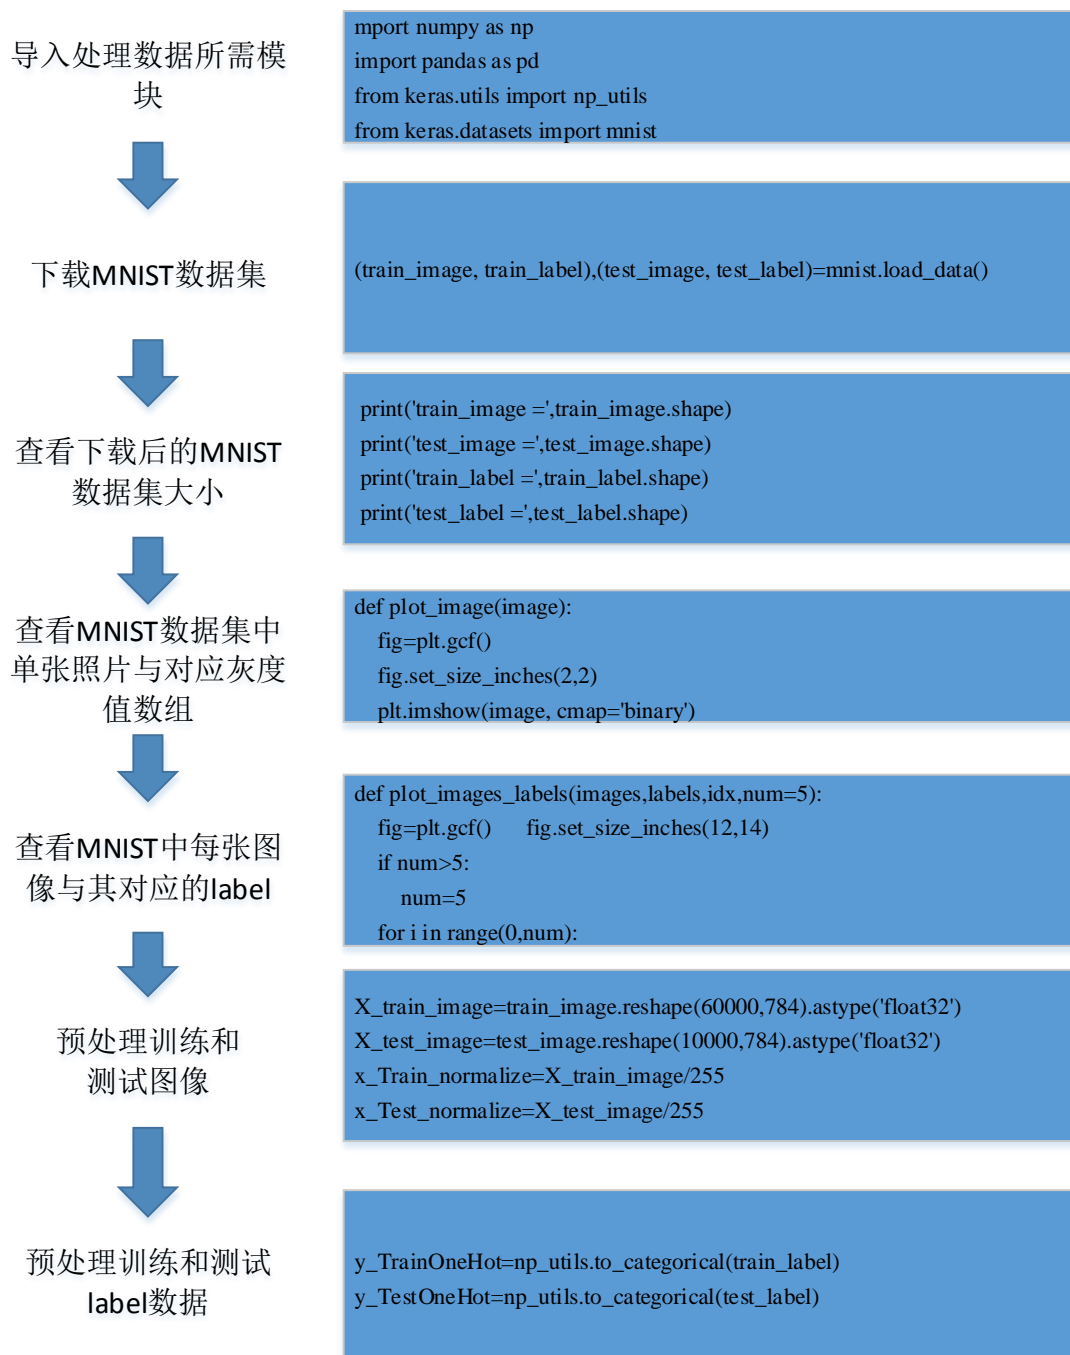 导入处理数据所需模
块
mport numpy as np
import pandas as pd
from keras.utils import np_utils
from keras.datasets import mnist
下载MNIST数据集
(train_image, train_label),(test_image, test_label)=mnist.load_data()
查看下载后的MNIST
数据集大小
print('train_image =',train_image.shape)
print('test_image =',test_image.shape)
print('train_label =',train_label.shape)
print('test_label =',test_label.shape)
查看MNIST数据集中
单张照片与对应灰度
值数组
def plot_image(image):
fig=plt.gcf()
fig.set_size_inches(2,2)
plt.imshow(image, cmap='binary')
查看MNIST中每张图
像与其对应的label
def plot_images_labels(images,labels,idx,num=5):
fig=plt.gcf() fig.set_size_inches(12,14)
if num>5:
num=5
for i in range(0,num):
预处理训练和
测试图像
X_train_image=train_image.reshape(60000,784).astype('float32')
X_test_image=test_image.reshape(10000,784).astype('float32')
x_Train_normalize=X_train_image/255
x_Test_normalize=X_test_image/255
预处理训练和测试
label数据
y_TrainOneHot=np_utils.to_categorical(train_label)
y_TestOneHot=np_utils.to_categorical(test_label)